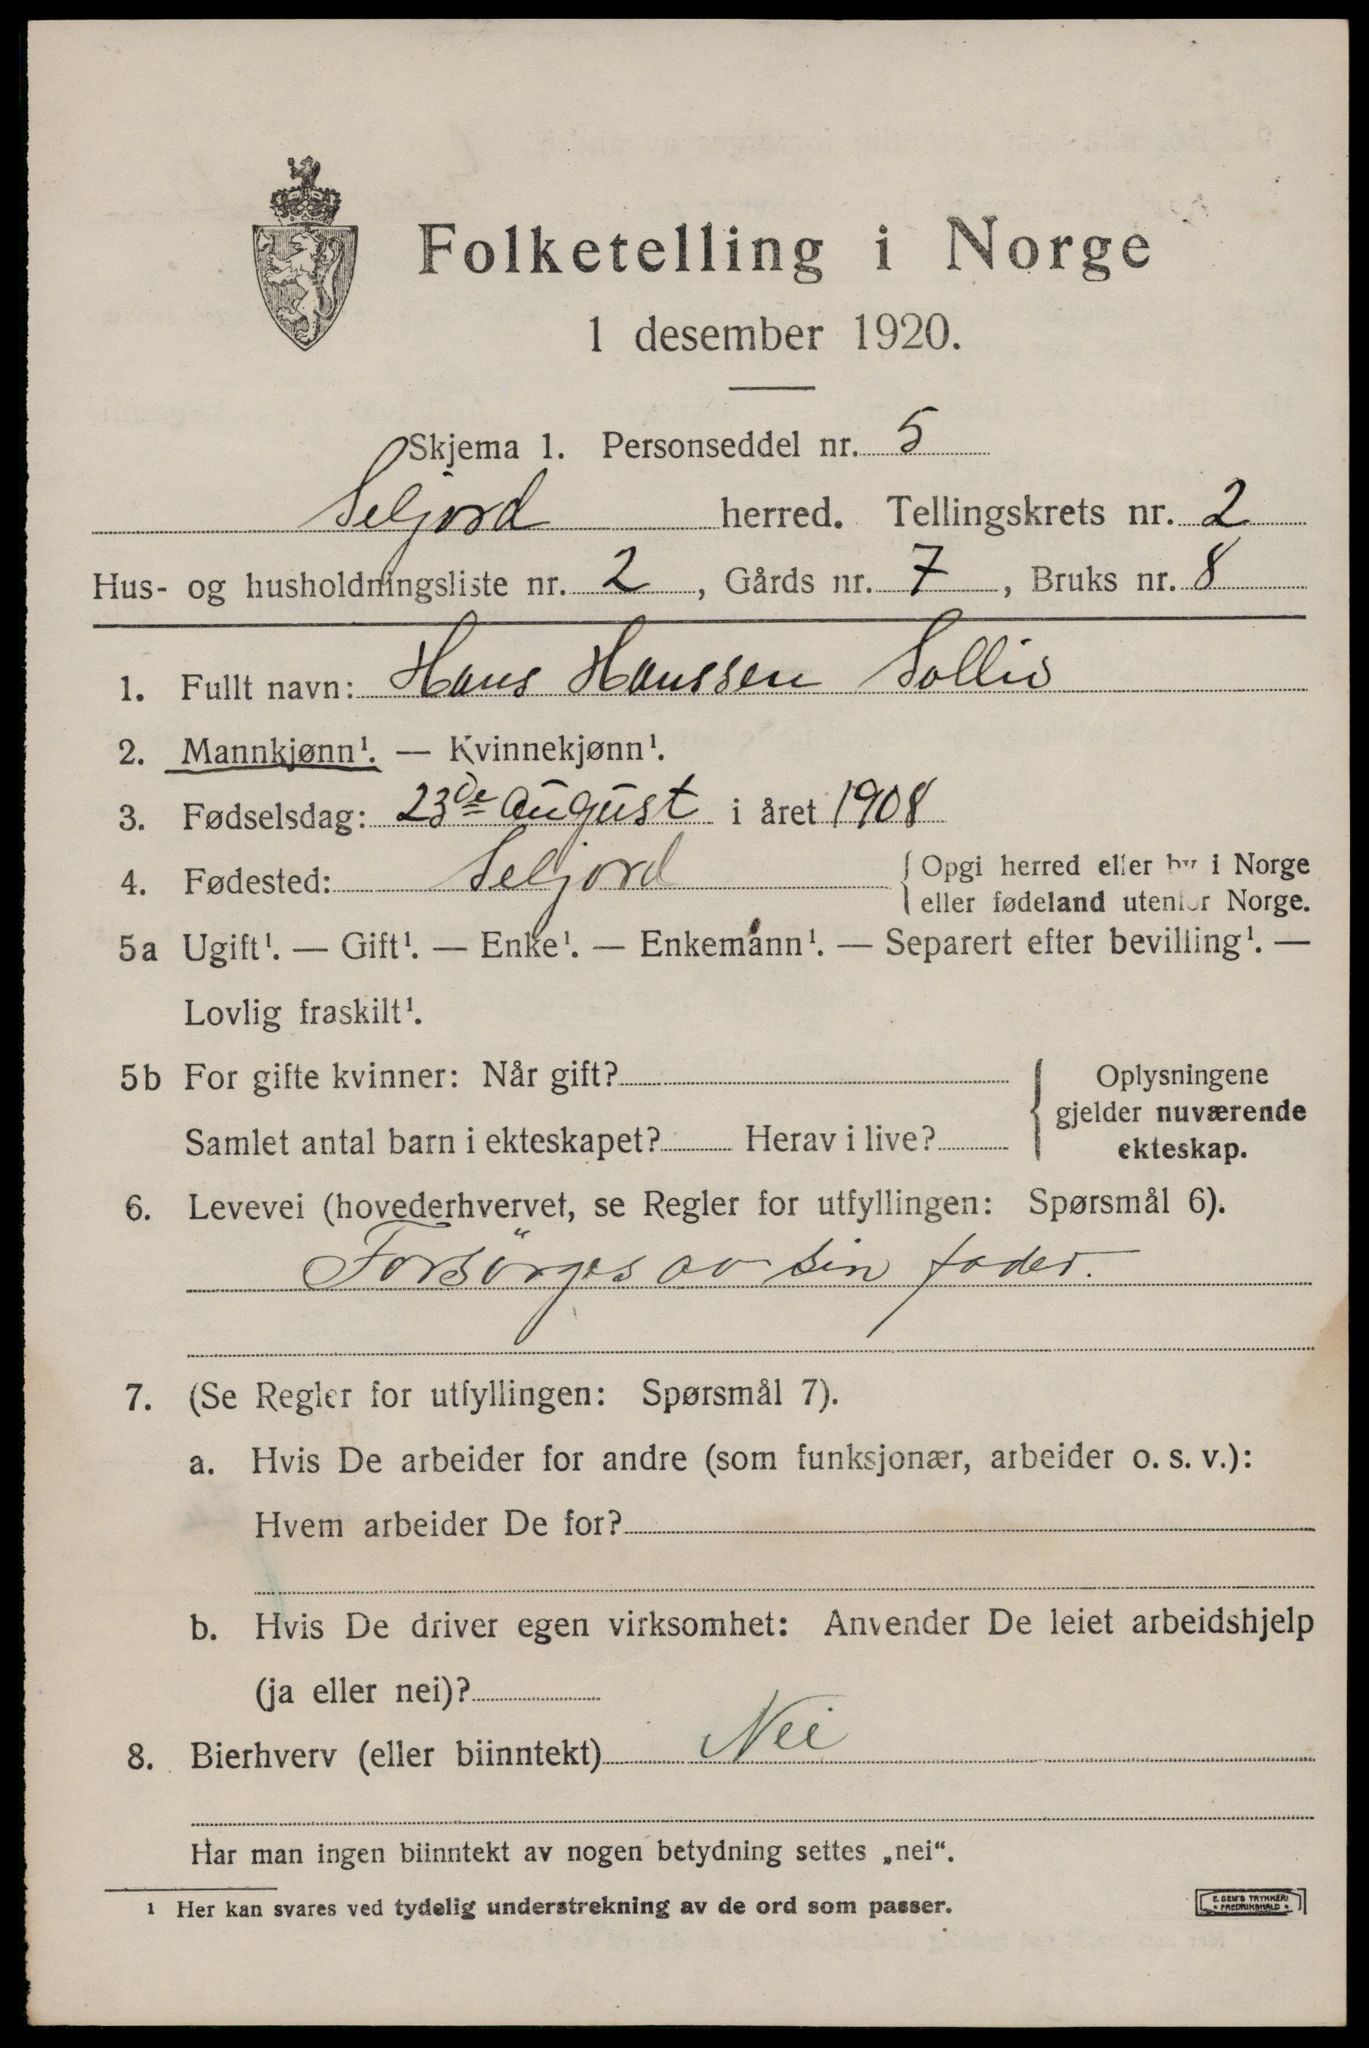 Folketelling i Norge
1 desember 1920.
Skjema 1. Personseddel nr. 5
Seljord herred. Tellingskrets nr. 2
Hus- og husholdningsliste nr. 2, Gårds nr. 7, Bruks nr. 8
1. Fullt navn: Hans Hanssen Sollid
2. Mannkjønn¹. — Kvinnekjønn¹.
3. Fødselsdag: 23de August i året 1908
4. Fødested: Seljord { Opgi herred eller by i Norge
eller fødeland utenfor Norge.
5a Ugift¹. — Gift¹. — Enke¹. — Enkemann¹. — Separert efter bevilling¹. —
Lovlig fraskilt¹.
5b For gifte kvinner: Når gift? { Oplysningene
gjelder nuværende
Samlet antal barn i ekteskapet? Herav i live? ekteskap.
6. Levevei (hovederhvervet, se Regler for utfyllingen: Spørsmål 6).
Forsörges av sin fader.
7. (Se Regler for utfyllingen: Spørsmål 7).
a. Hvis De arbeider for andre (som funksjonær, arbeider o. s. v.):
Hvem arbeider De for?
b. Hvis De driver egen virksomhet: Anvender De leiet arbeidshjelp
(ja eller nei)?
8. Bierhverv (eller biinntekt) Nei
Har man ingen biinntekt av nogen betydning settes „nei“.
¹ Her kan svares ved tydelig understrekning av de ord som passer.
E. SEM'S TRYKKERI
• FREDRIKSHALD •